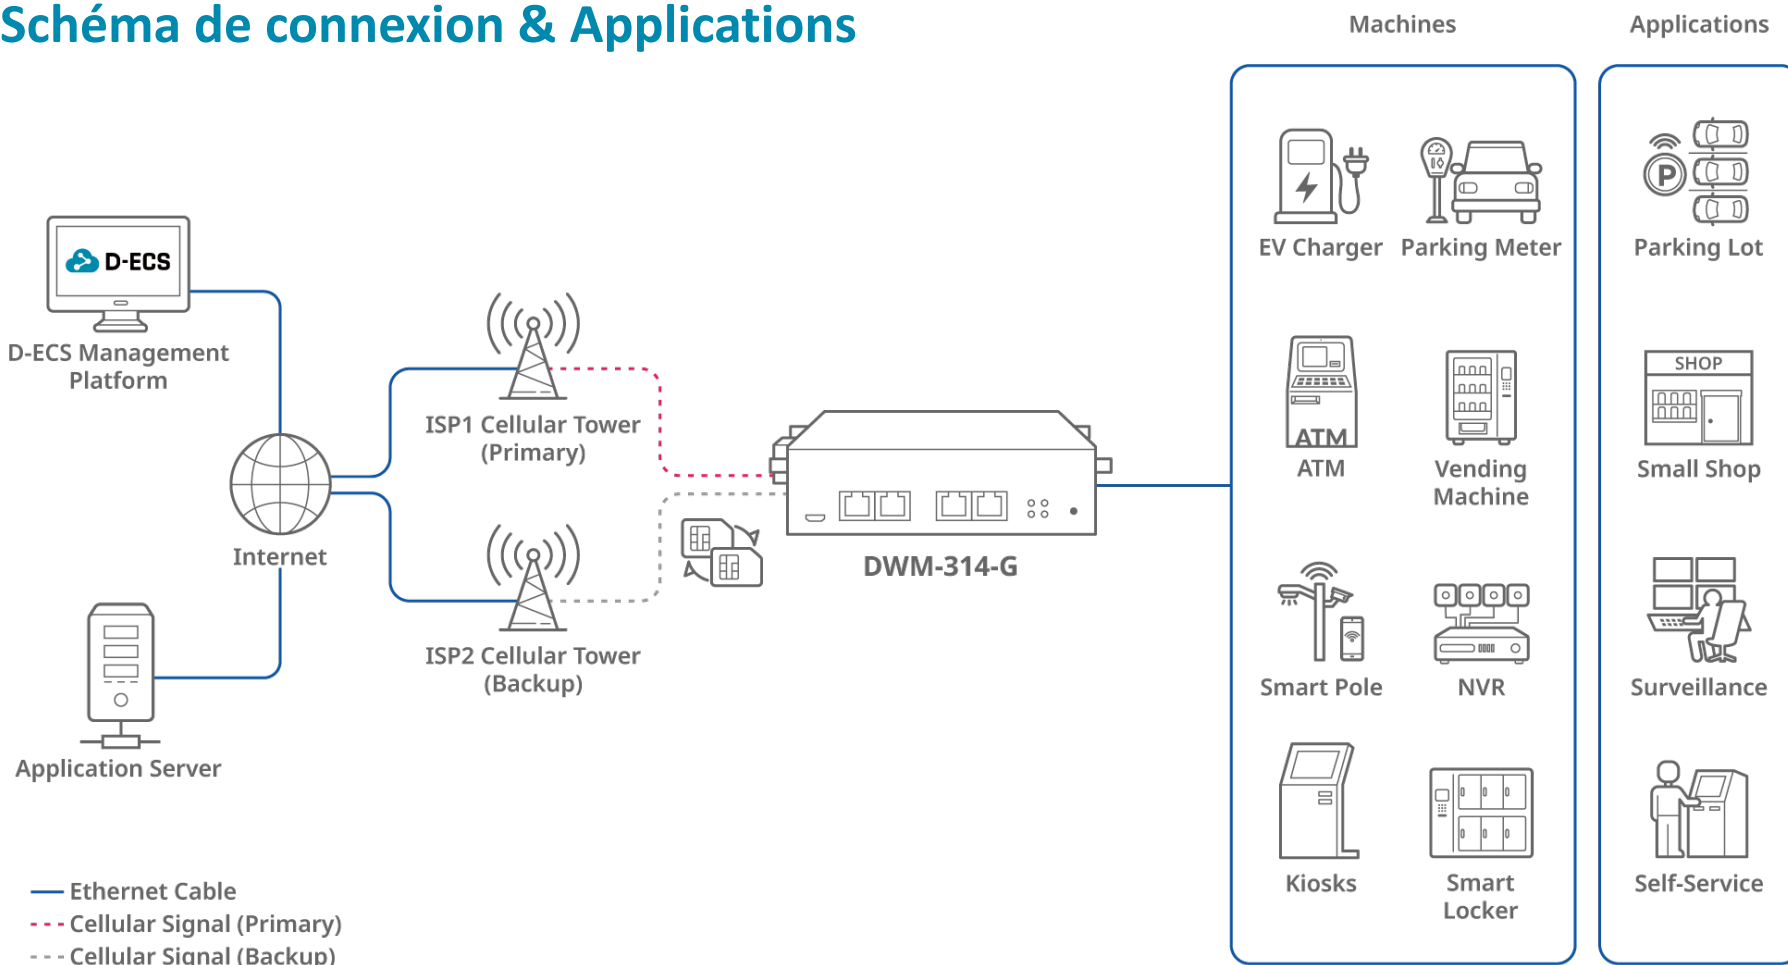 Schéma de connexion & Applications
Machines
Applications
D-ECS
D-ECS Management
Platform
Internet
Application Server
ISP1 Cellular Tower
(Primary)
ISP2 Cellular Tower
(Backup)
DWM-314-G
EV Charger
Parking Meter
ATM
ATM
Vending
Machine
Smart Pole
NVR
Kiosks
Smart
Locker
P
Parking Lot
SHOP
Small Shop
Surveillance
Self-Service
Ethernet Cable
Cellular Signal (Primary)
Cellular Signal (Backup)